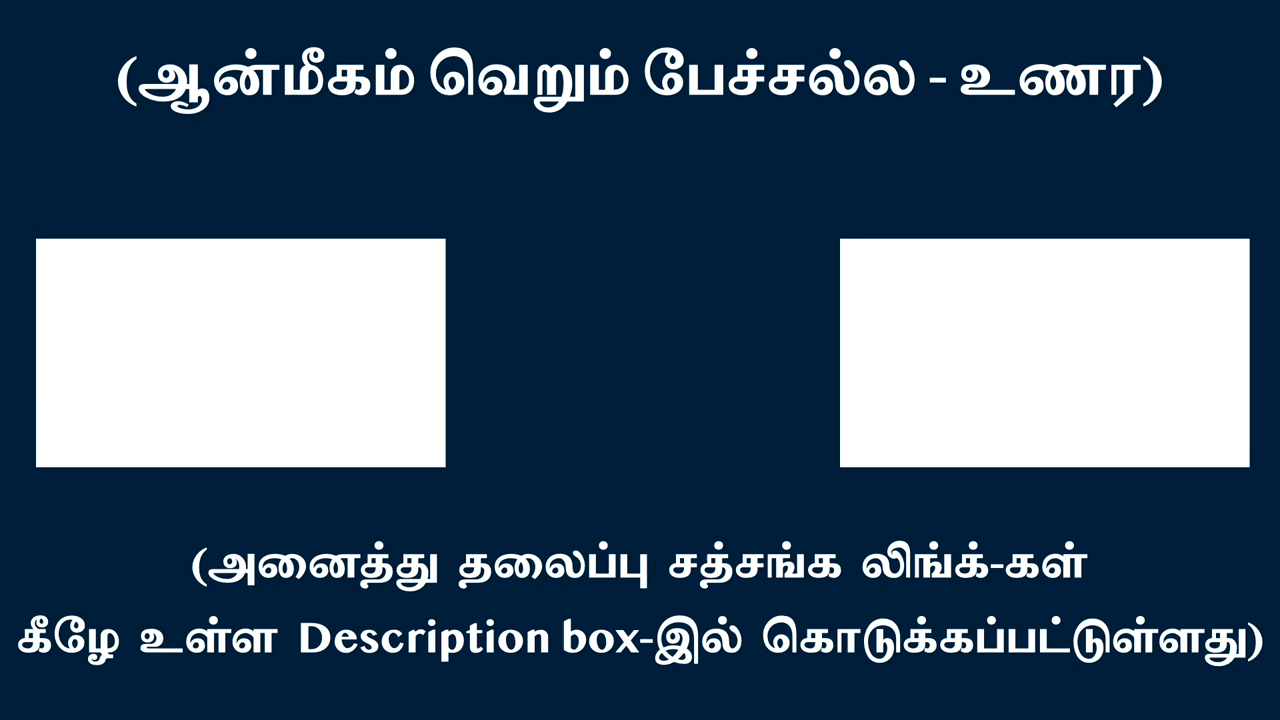 (ஆன்மீகம் வெறும் பேச்சல்ல - உணர)
(அனைத்து தலைப்பு சத்சங்க லிங்க்-கள்
கீழே உள்ள Description box-இல் கொடுக்கப்பட்டுள்ளது)